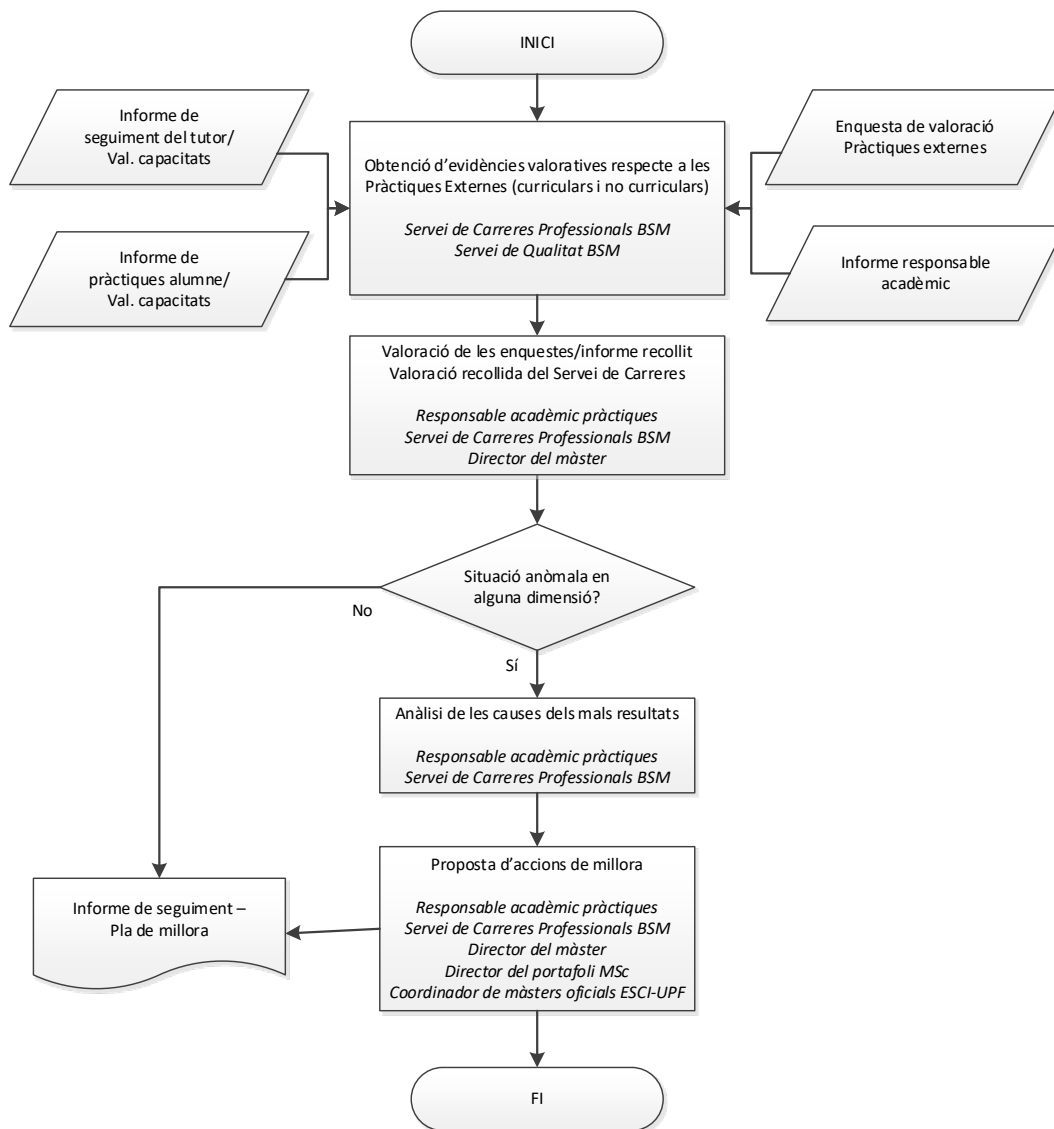 INICI
Informe de
seguiment del tutor/
Val. capacitats
Enquesta de valoració
Pràctiques externes
Obtenció d’evidències valoratives respecte a les
Pràctiques Externes (curriculars i no curriculars)
Servei de Carreres Professionals BSM
Servei de Qualitat BSM
Informe de
pràctiques alumne/
Val. capacitats
Informe responsable
acadèmic
Valoració de les enquestes/informe recollit
Valoració recollida del Servei de Carreres
Responsable acadèmic pràctiques
Servei de Carreres Professionals BSM
Director del màster
Situació anòmala en
alguna dimensió?
No
Sí
Anàlisi de les causes dels mals resultats
Responsable acadèmic pràctiques
Servei de Carreres Professionals BSM
Proposta d’accions de millora
Responsable acadèmic pràctiques
Servei de Carreres Professionals BSM
Director del màster
Director del portafoli MSc
Coordinador de màsters oficials ESCI-UPF
Informe de seguiment –
Pla de millora
FI